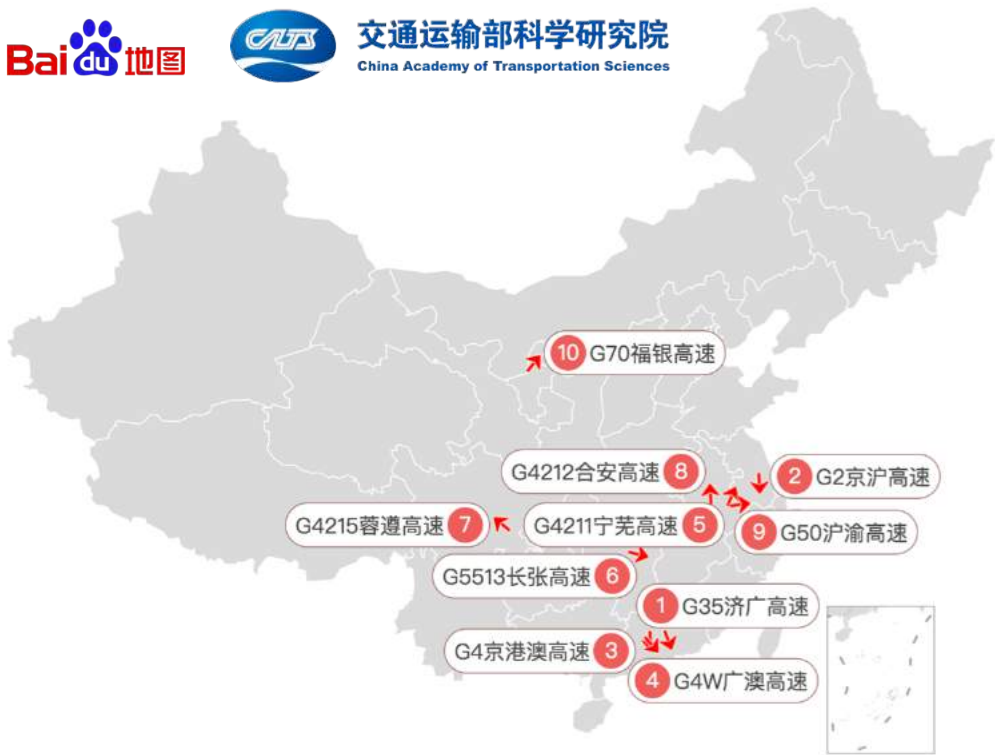 Baidu地图
CATS
交通运输部科学研究院
China Academy of Transportation Sciences
10 G70福银高速
G4212合安高速 8
2 G2京沪高速
G4215蓉遵高速 7
G4211宁芜高速 5
9 G50沪渝高速
G5513长张高速 6
1 G35济广高速
G4京港澳高速 3
4 G4W广澳高速